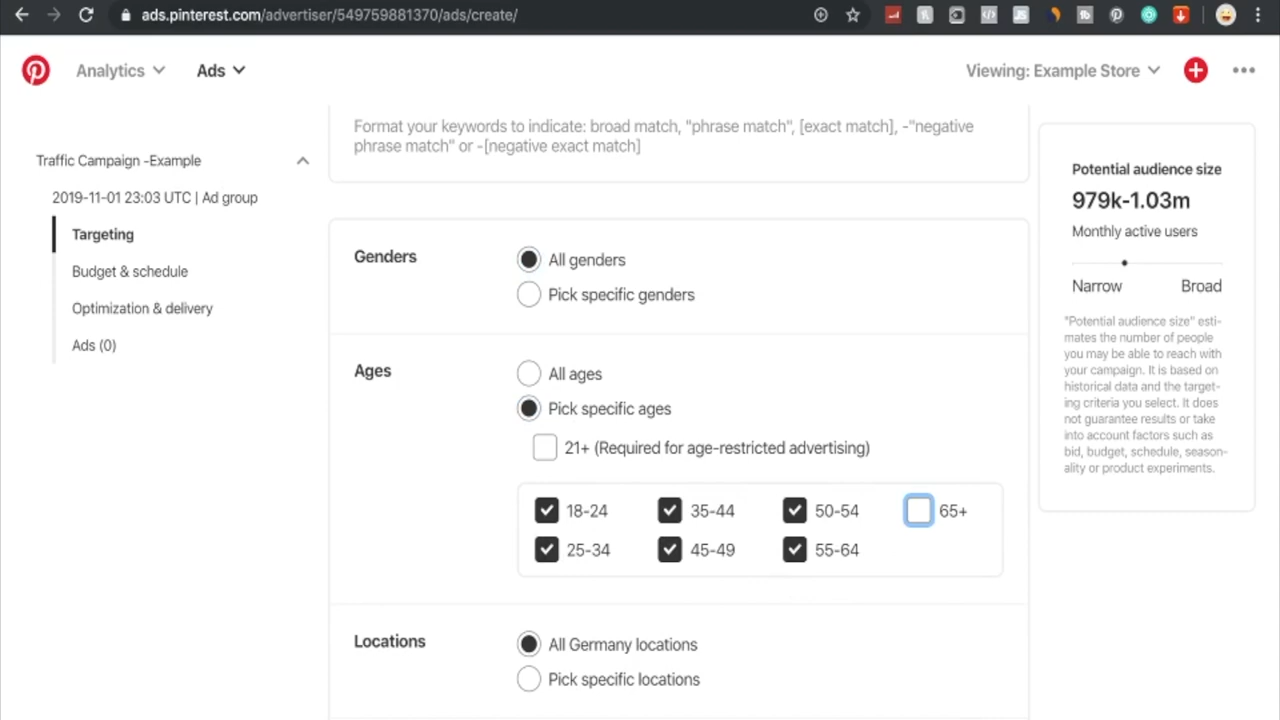 ads.pinterest.com/advertiser/549759881370/ads/create/
Analytics
Ads
Viewing: Example Store
Format your keywords to indicate: broad match, "phrase match", [exact match], -"negative
phrase match" or -[negative exact match]
Traffic Campaign -Example
2019-11-01 23:03 UTC | Ad group
Targeting
Budget & schedule
Optimization & delivery
Ads (0)
Genders
All genders
Pick specific genders
Ages
All ages
Pick specific ages
21+ (Required for age-restricted advertising)
18-24 35-44 50-54 65+
25-34 45-49 55-64
Locations
All Germany locations
Pick specific locations
Potential audience size
979k-1.03m
Monthly active users
Narrow Broad
"Potential audience size" esti-
mates the number of people
you may be able to reach with
your campaign. It is based on
historical data and the target-
ing criteria you select. It does
not guarantee results or take
into account factors such as
bid, budget, schedule, season-
ality or product experiments.